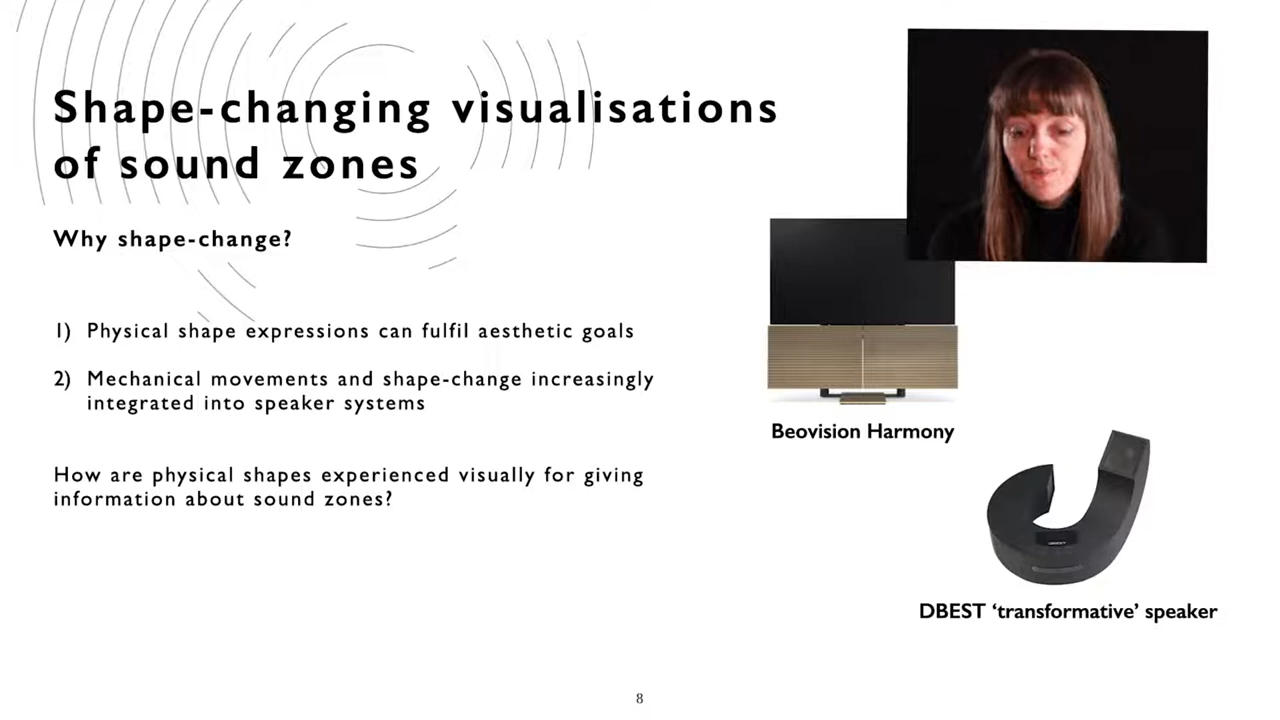 Shape-changing visualisations
of sound zones
Why shape-change?
1) Physical shape expressions can fulfil aesthetic goals
2) Mechanical movements and shape-change increasingly
integrated into speaker systems
How are physical shapes experienced visually for giving
information about sound zones?
Beovision Harmony
DBEST ‘transformative’ speaker
8